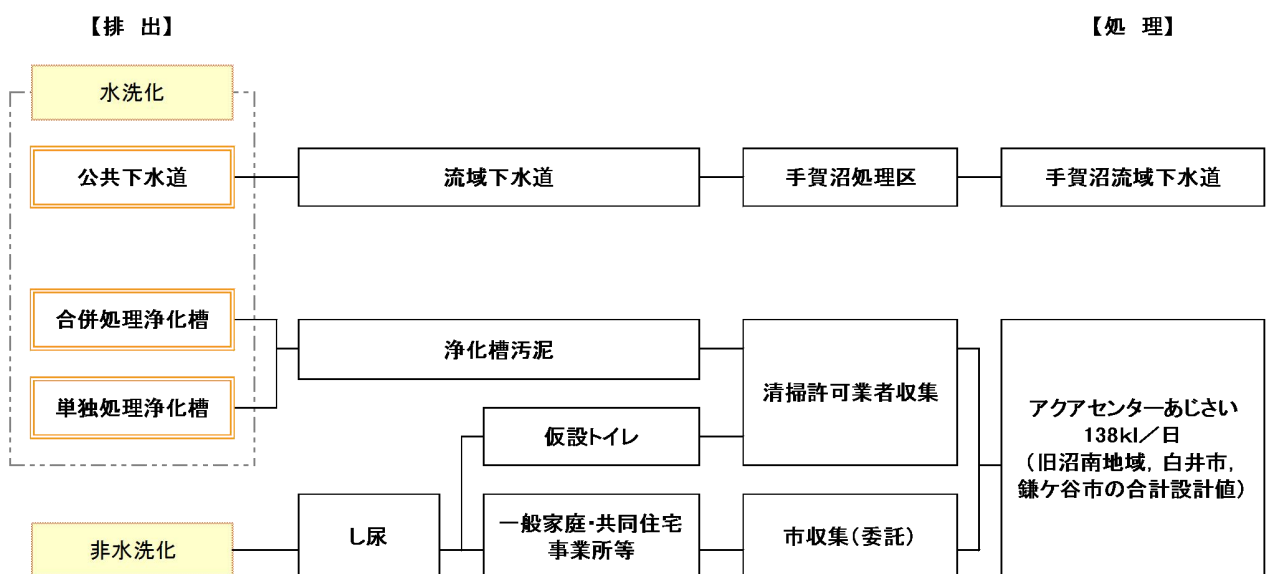 【排 出】
【処 理】
水洗化
公共下水道
流域下水道
手賀沼処理区
手賀沼流域下水道
合併処理浄化槽
単独処理浄化槽
浄化槽汚泥
清掃許可業者収集
仮設トイレ
アクアセンターあじさい
138kl/日
(旧沼南地域, 白井市,
鎌ケ谷市の合計設計値)
非水洗化
し尿
一般家庭・共同住宅
事業所等
市収集(委託)